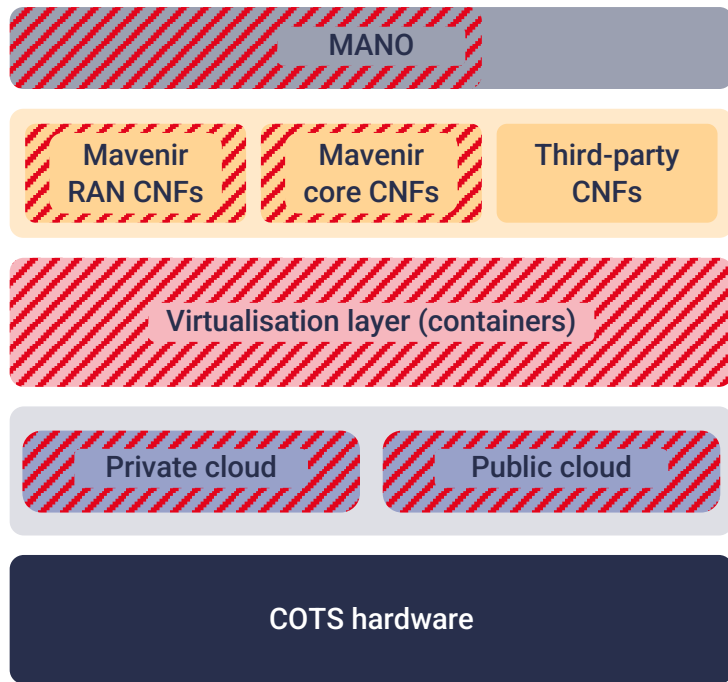 MANO
Mavenir
RAN CNFs
Mavenir
core CNFs
Third-party
CNFs
Virtualisation layer (containers)
Private cloud
Public cloud
COTS hardware